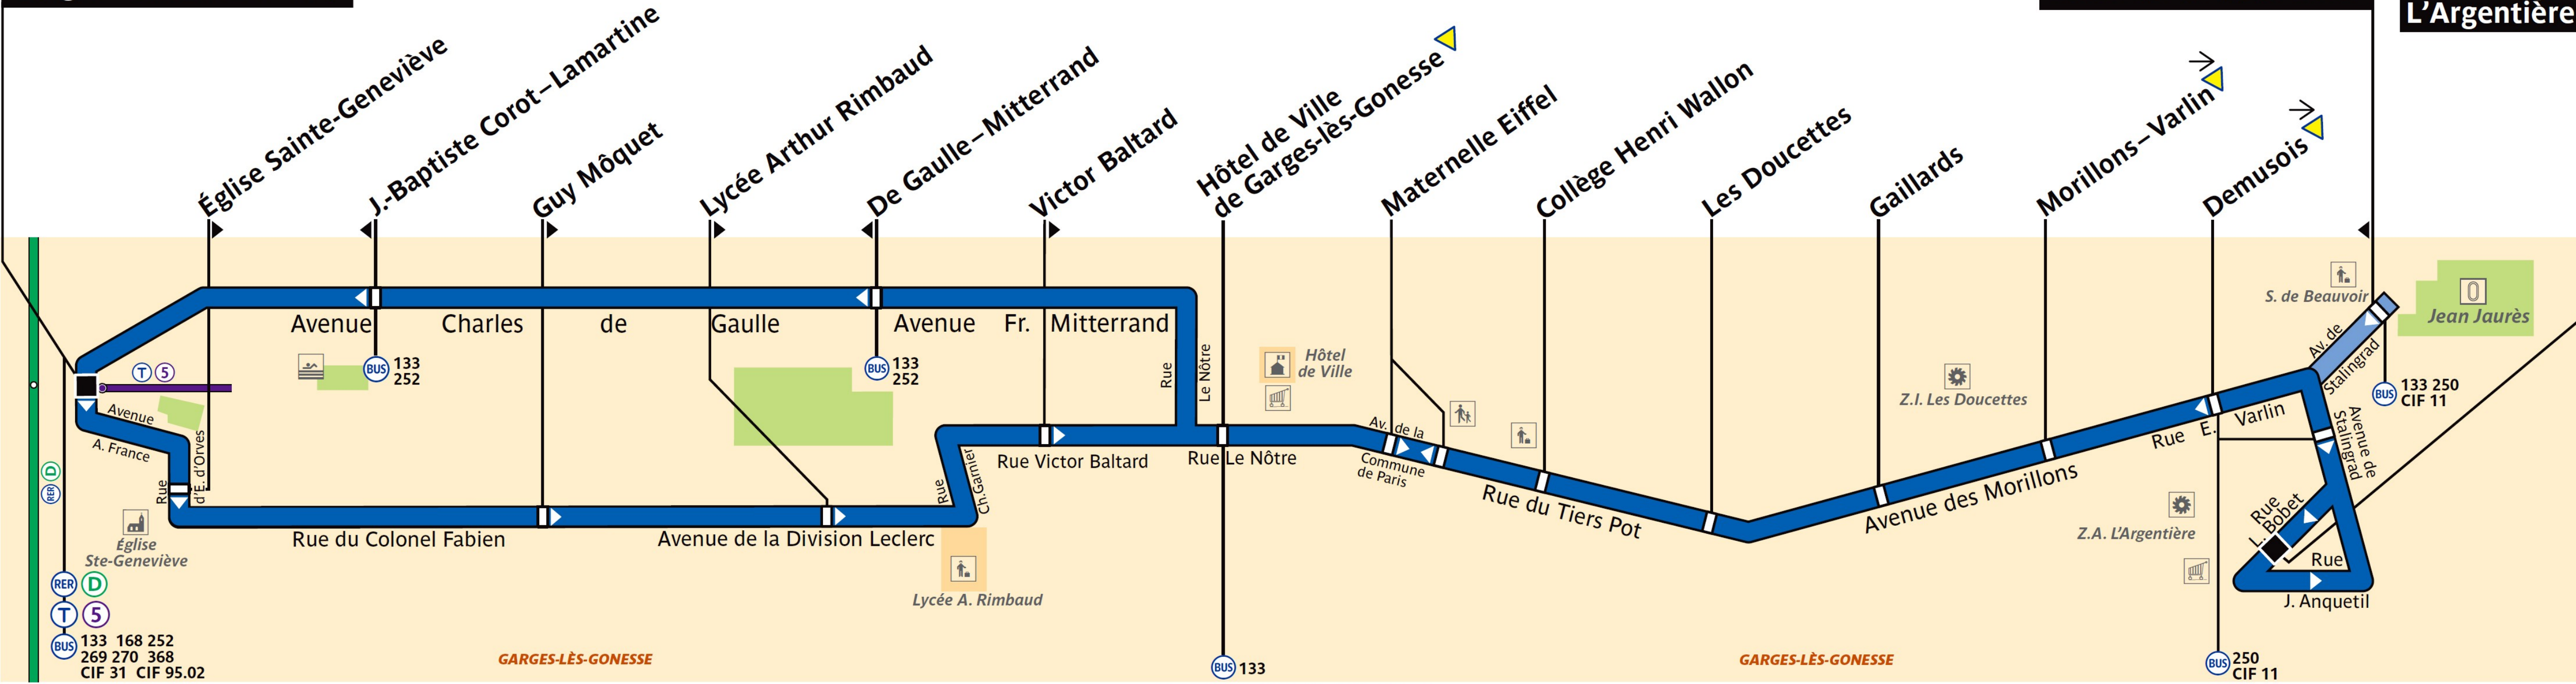 L'Argentière
Église Sainte-Geneviève
J.-Baptiste Corot–Lamartine
Guy Môquet
Lycée Arthur Rimbaud
De Gaulle–Mitterrand
Victor Baltard
Hôtel de Ville
de Garges-lès-Gonesse
Maternelle Eiffel
Collège Henri Wallon
Les Doucettes
Gaillards
Morillons–Varlin
Demusois
Avenue Charles de Gaulle
Avenue Fr. Mitterrand
BUS 133
252
BUS 133
252
T 5
Avenue
A. France
Rue
d'E. d'Orves
RER D
Église
Ste-Geneviève
Rue du Colonel Fabien
Avenue de la Division Leclerc
Lycée A. Rimbaud
Rue
Ch. Garnier
Rue Victor Baltard
Rue
Le Nôtre
Rue Le Nôtre
Hôtel
de Ville
Av. de la
Commune
de Paris
Rue du Tiers Pot
Z.I. Les Doucettes
Avenue des Morillons
Rue E. Varlin
S. de Beauvoir
Jean Jaurès
0
Av. de
Stalingrad
BUS 133 250
CIF 11
Avenue de
Stalingrad
Z.A. L'Argentière
Rue
L. Bobet
Rue
J. Anquetil
RER D
T 5
BUS 133 168 252
269 270 368
CIF 31 CIF 95.02
GARGES-LÈS-GONESSE
BUS 133
GARGES-LÈS-GONESSE
BUS 250
CIF 11